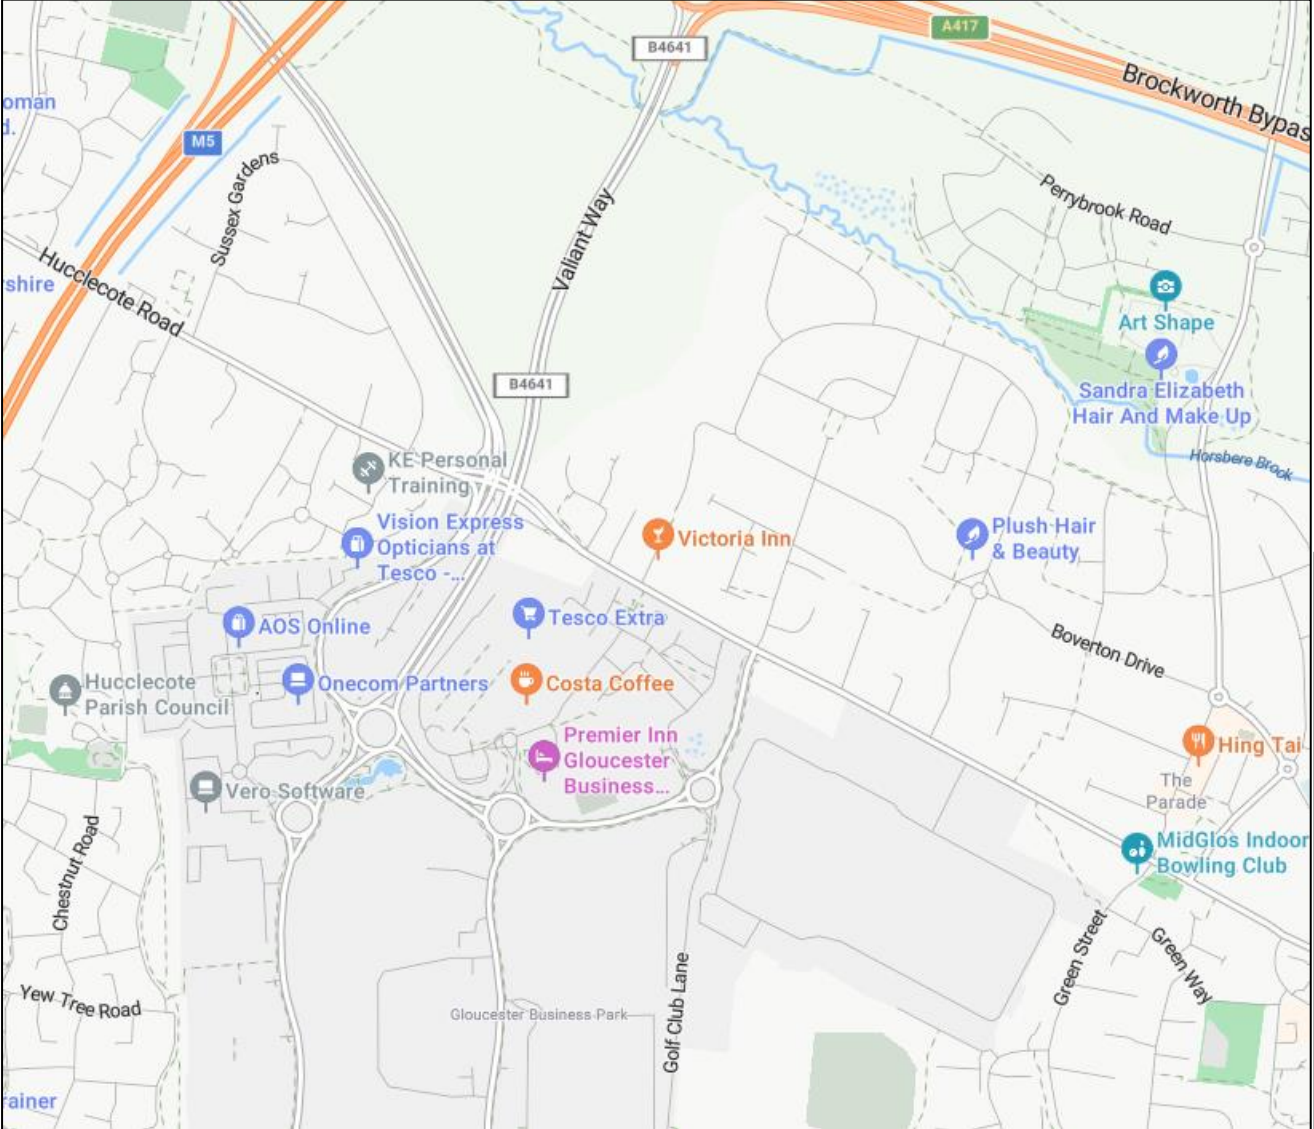 B4641
A417
Brockworth Bypas
oman
d.
M5
Sussex Gardens
Perrybrook Road
Valiant Way
Hucclecote Road
shire
Art Shape
Sandra Elizabeth
Hair And Make Up
B4641
Horsbere Brook
KE Personal
Training
Vision Express
Opticians at
Tesco -...
Victoria Inn
Plush Hair
& Beauty
AOS Online
Tesco Extra
Boverton Drive
Hucclecote
Parish Council
Onecom Partners
Costa Coffee
Premier Inn
Gloucester
Business...
Hing Tai
The
Parade
Vero Software
Chestnut Road
MidGlos Indoor
Bowling Club
Green Street
Green Way
Yew Tree Road
Golf Club Lane
Gloucester Business Park
rainer